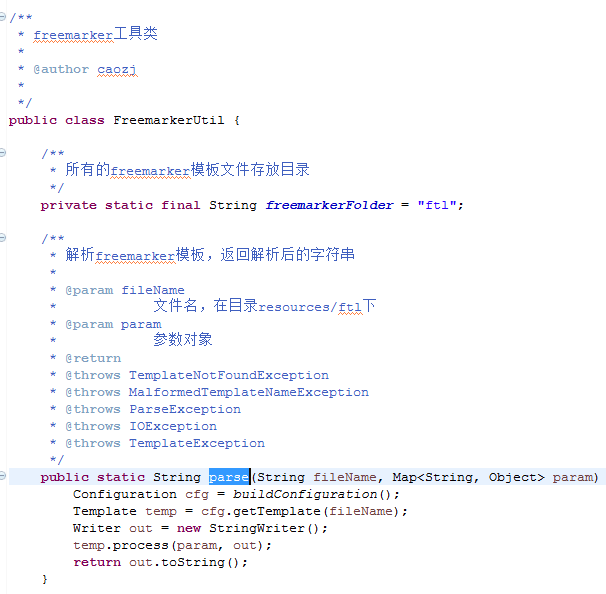 /**
 * freemarker工具类
 *
 * @author caozj
 *
 */
public class FreemarkerUtil {
    /**
     * 所有的freemarker模板文件存放目录
     */
    private static final String freemarkerFolder = "ftl";
    /**
     * 解析freemarker模板，返回解析后的字符串
     *
     * @param fileName
     *            文件名，在目录resources/ftl下
     * @param param
     *            参数对象
     * @return
     * @throws TemplateNotFoundException
     * @throws MalformedTemplateNameException
     * @throws ParseException
     * @throws IOException
     * @throws TemplateException
     */
    public static String parse(String fileName, Map<String, Object> param)
        Configuration cfg = buildConfiguration();
        Template temp = cfg.getTemplate(fileName);
        Writer out = new StringWriter();
        temp.process(param, out);
        return out.toString();
    }